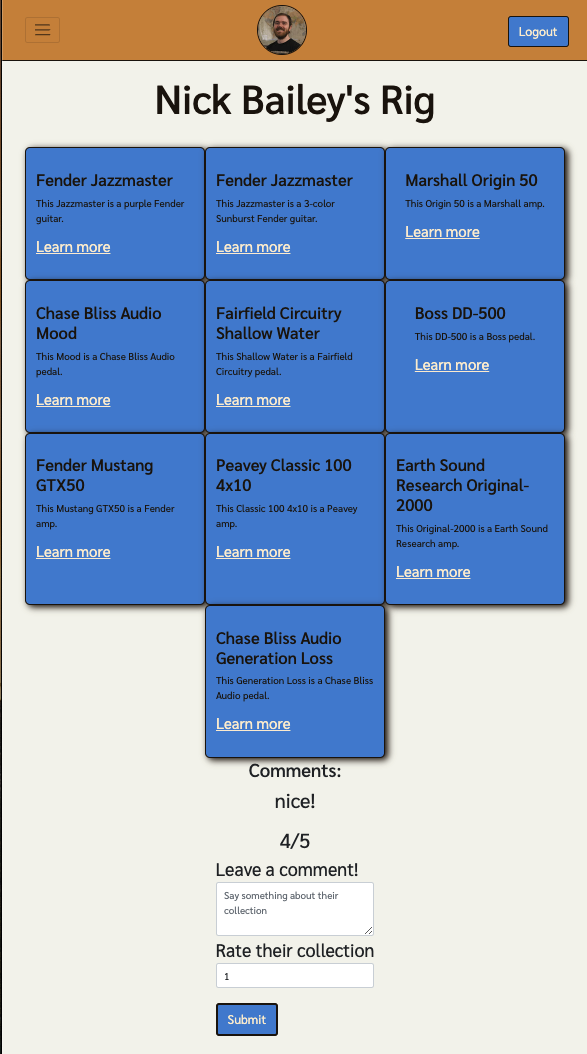 Logout
Nick Bailey's Rig
Fender Jazzmaster
This Jazzmaster is a purple Fender
guitar.
Learn more
Fender Jazzmaster
This Jazzmaster is a 3-color
Sunburst Fender guitar.
Learn more
Marshall Origin 50
This Origin 50 is a Marshall amp.
Learn more
Chase Bliss Audio
Mood
This Mood is a Chase Bliss Audio
pedal.
Learn more
Fairfield Circuitry
Shallow Water
This Shallow Water is a Fairfield
Circuitry pedal.
Learn more
Boss DD-500
This DD-500 is a Boss pedal.
Learn more
Fender Mustang
GTX50
This Mustang GTX50 is a Fender
amp.
Learn more
Peavey Classic 100
4x10
This Classic 100 4x10 is a Peavey
amp.
Learn more
Earth Sound
Research Original-
2000
This Original-2000 is a Earth Sound
Research amp.
Learn more
Chase Bliss Audio
Generation Loss
This Generation Loss is a Chase Bliss
Audio pedal.
Learn more
Comments:
nice!
4/5
Leave a comment!
Say something about their
collection
Rate their collection
1
Submit